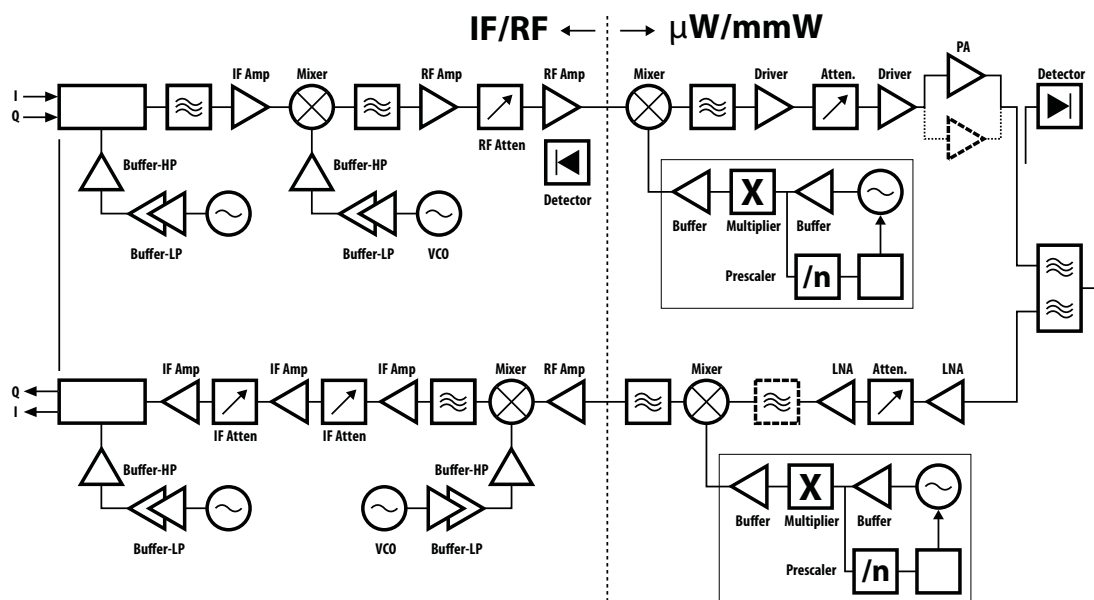 IF/RF
µW/mmW
PA
IF Amp
Mixer
RF Amp
RF Amp
Mixer
Driver
Atten.
Driver
Detector
I
Q
RF Atten
Buffer-HP
Buffer-HP
Detector
Buffer
X
Multiplier
Buffer
Buffer-LP
Buffer-LP
VCO
Prescaler
/n
IF Amp
IF Amp
IF Amp
Mixer
RF Amp
Mixer
LNA
Atten.
LNA
Q
I
IF Atten
IF Atten
Buffer-HP
Buffer-HP
Buffer
X
Multiplier
Buffer
Buffer-LP
VCO
Buffer-LP
Prescaler
/n